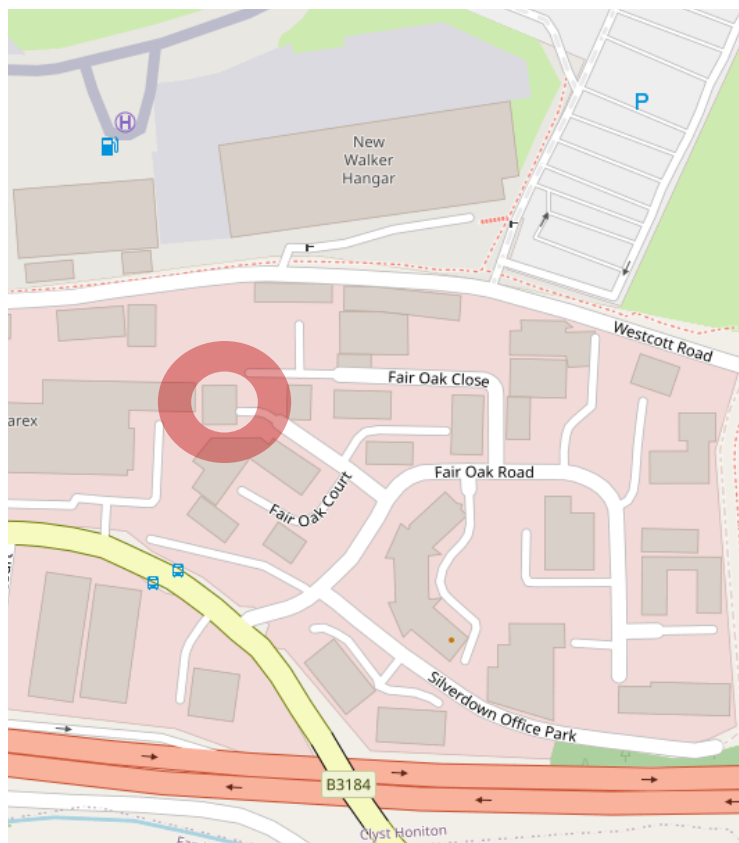 H
P
New
Walker
Hangar
Westcott Road
Fair Oak Close
arex
Fair Oak Road
Fair Oak Court
Silverdown Office Park
B3184
Clyst Honiton